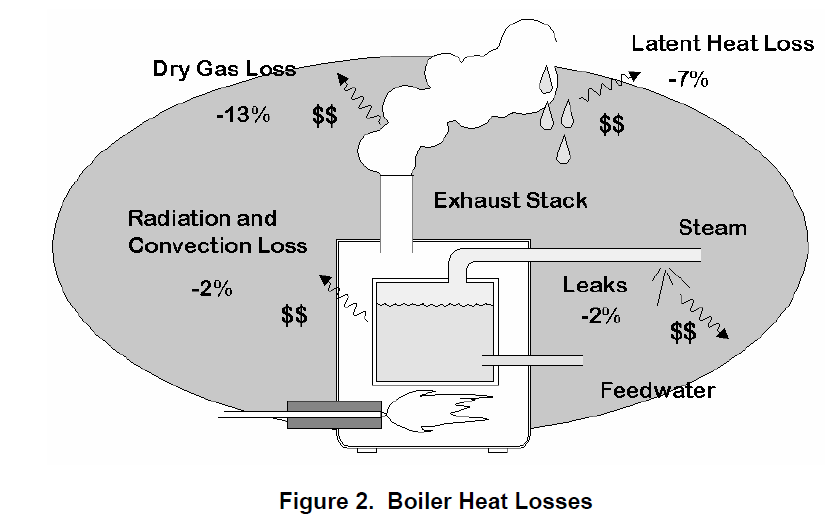 Latent Heat Loss
-7%
$$
Dry Gas Loss
-13%
$$
Exhaust Stack
Radiation and
Convection Loss
-2%
$$
Steam
Leaks
-2%
$$
Feedwater
Figure 2.  Boiler Heat Losses